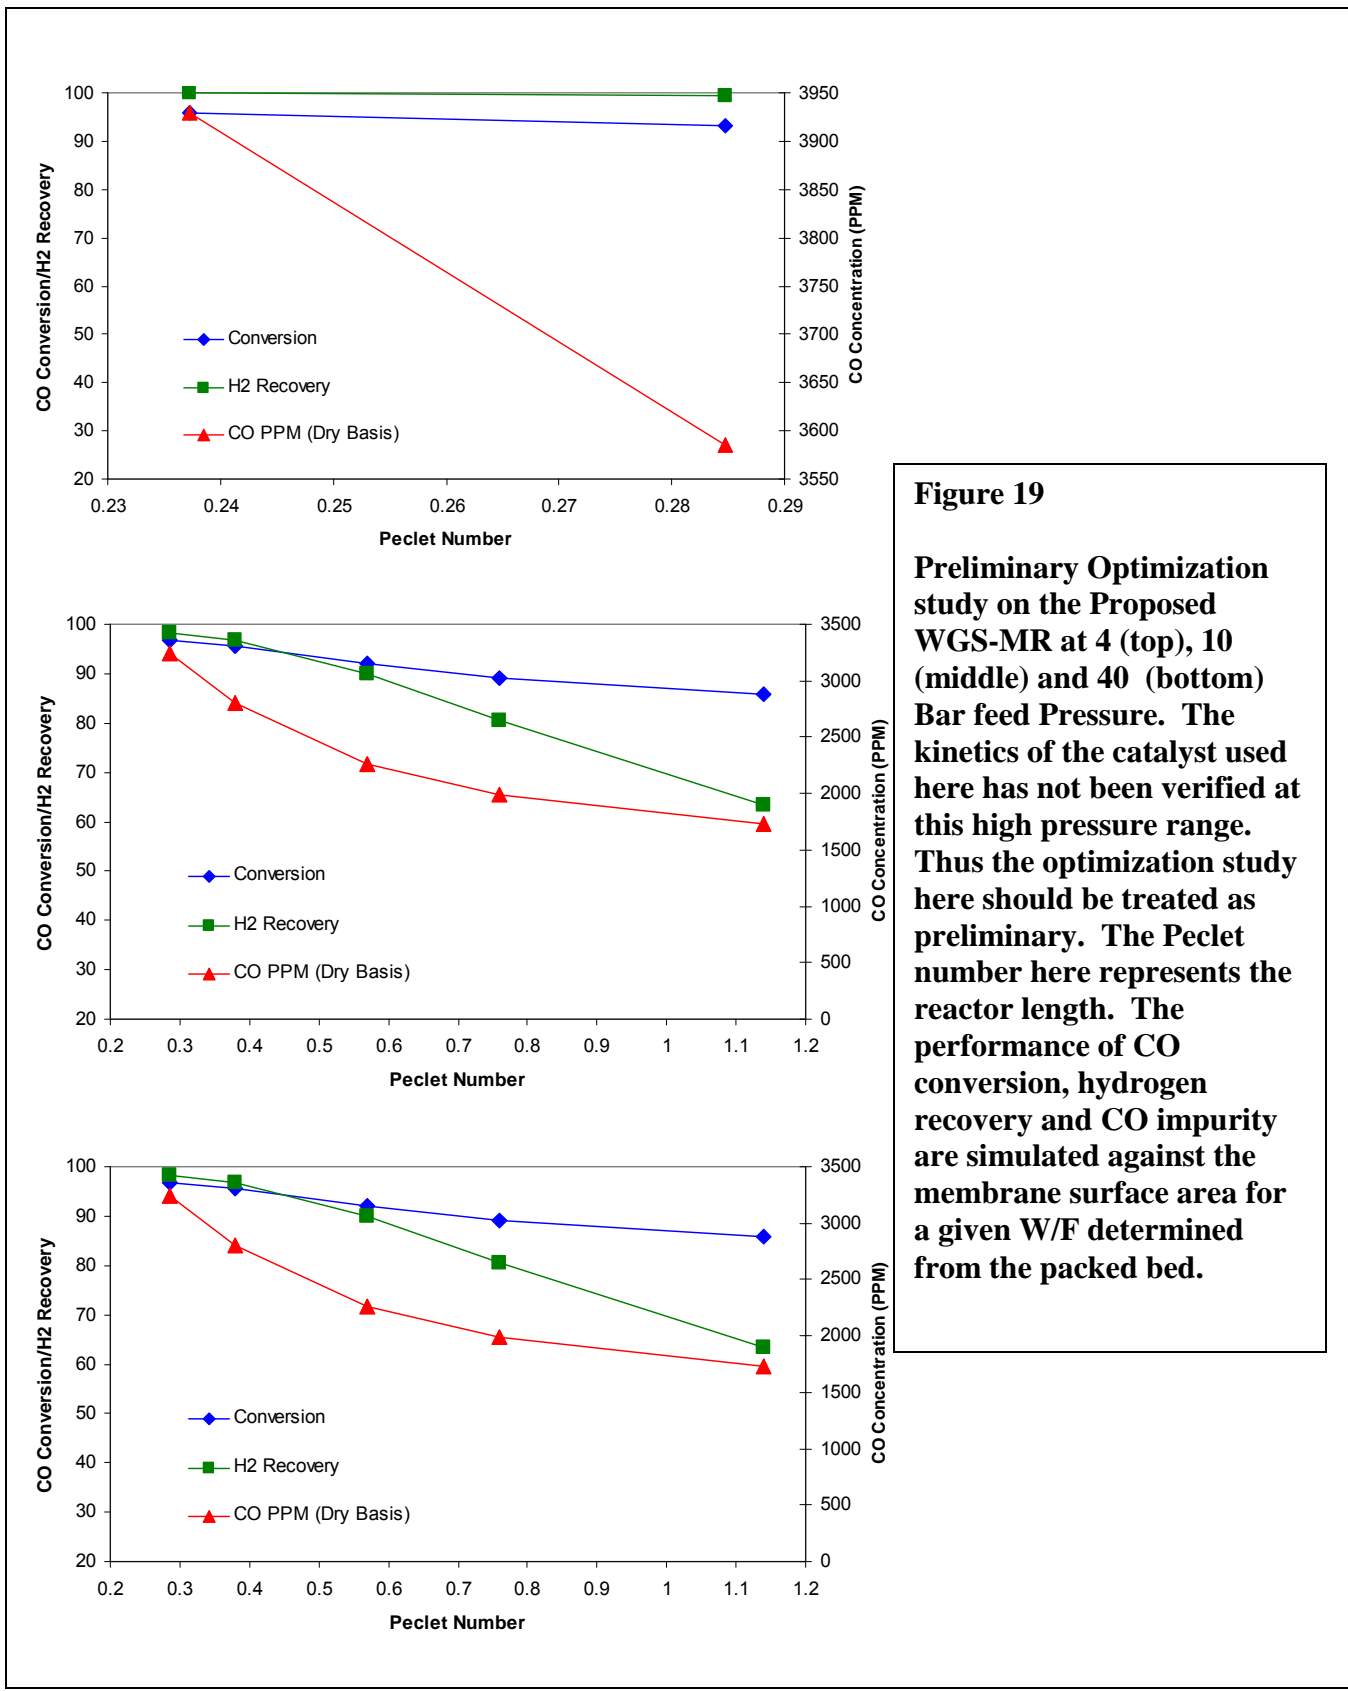 100
90
80
70
60
50
40
30
20
CO Conversion/H2 Recovery
3950
3900
3850
3800
3750
3700
3650
3600
3550
CO Concentration (PPM)
Conversion
H2 Recovery
CO PPM (Dry Basis)
0.23 0.24 0.25 0.26 0.27 0.28 0.29
Peclet Number
100
90
80
70
60
50
40
30
20
CO Conversion/H2 Recovery
3500
3000
2500
2000
1500
1000
500
0
CO Concentration (PPM)
Conversion
H2 Recovery
CO PPM (Dry Basis)
0.2 0.3 0.4 0.5 0.6 0.7 0.8 0.9 1 1.1 1.2
Peclet Number
100
90
80
70
60
50
40
30
20
CO Conversion/H2 Recovery
3500
3000
2500
2000
1500
1000
500
0
CO Concentration (PPM)
Conversion
H2 Recovery
CO PPM (Dry Basis)
0.2 0.3 0.4 0.5 0.6 0.7 0.8 0.9 1 1.1 1.2
Peclet Number
Figure 19
Preliminary Optimization
study on the Proposed
WGS-MR at 4 (top), 10
(middle) and 40 (bottom)
Bar feed Pressure. The
kinetics of the catalyst used
here has not been verified at
this high pressure range.
Thus the optimization study
here should be treated as
preliminary. The Peclet
number here represents the
reactor length. The
performance of CO
conversion, hydrogen
recovery and CO impurity
are simulated against the
membrane surface area for
a given W/F determined
from the packed bed.